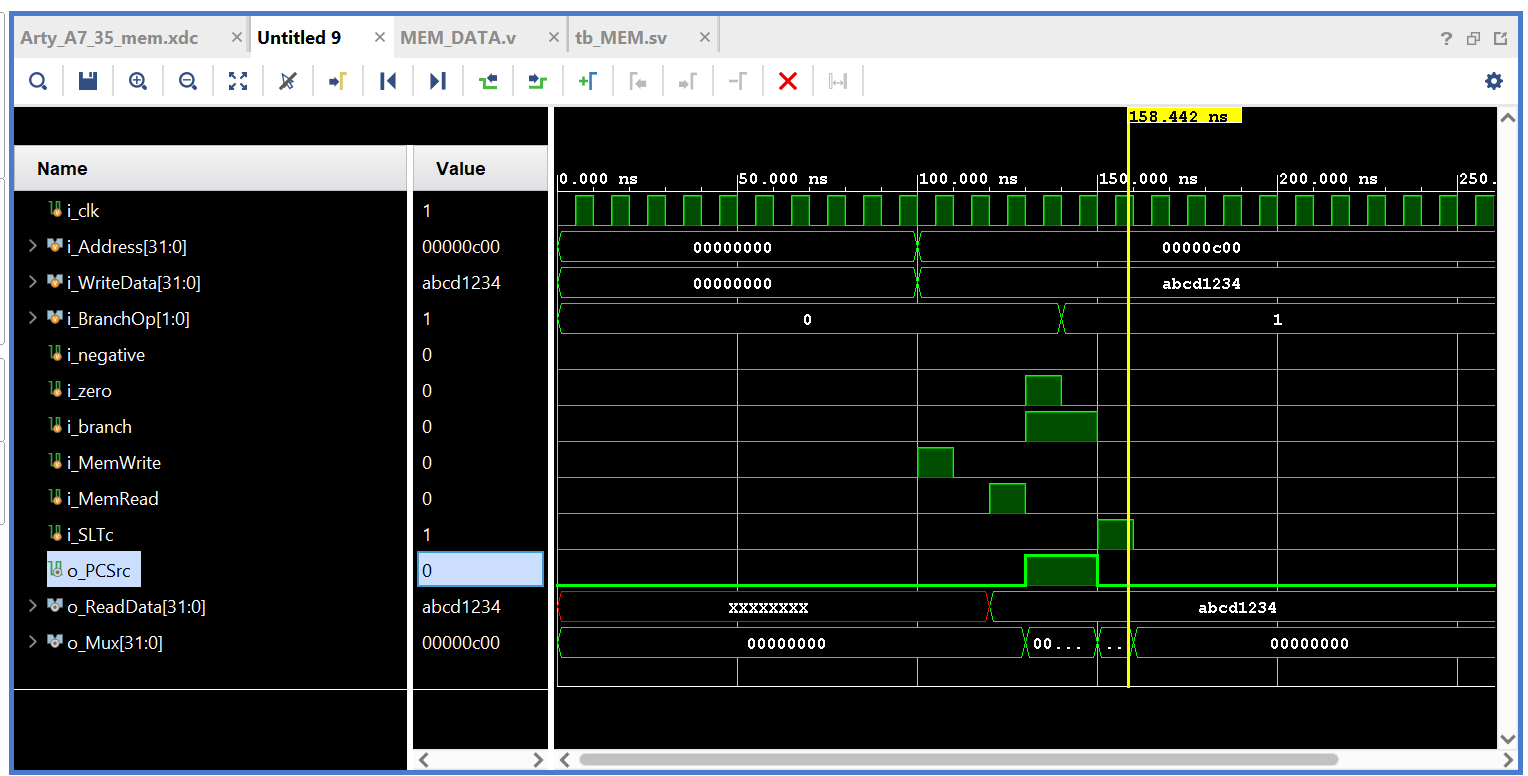 Arty_A7_35_mem.xdc × Untitled 9 × MEM_DATA.v × tb_MEM.sv ×
158.442 ns
Name Value
0.000 ns 50.000 ns 100.000 ns 150.000 ns 200.000 ns 250.
i_clk 1
i_Address[31:0] 00000c00 00000000 00000c00
i_WriteData[31:0] abcd1234 00000000 abcd1234
i_BranchOp[1:0] 1 0 1
i_negative 0
i_zero 0
i_branch 0
i_MemWrite 0
i_MemRead 0
i_SLTc 1
o_PCSrc 0
o_ReadData[31:0] abcd1234 XXXXXXXX abcd1234
o_Mux[31:0] 00000c00 00000000 00... .. 00000000